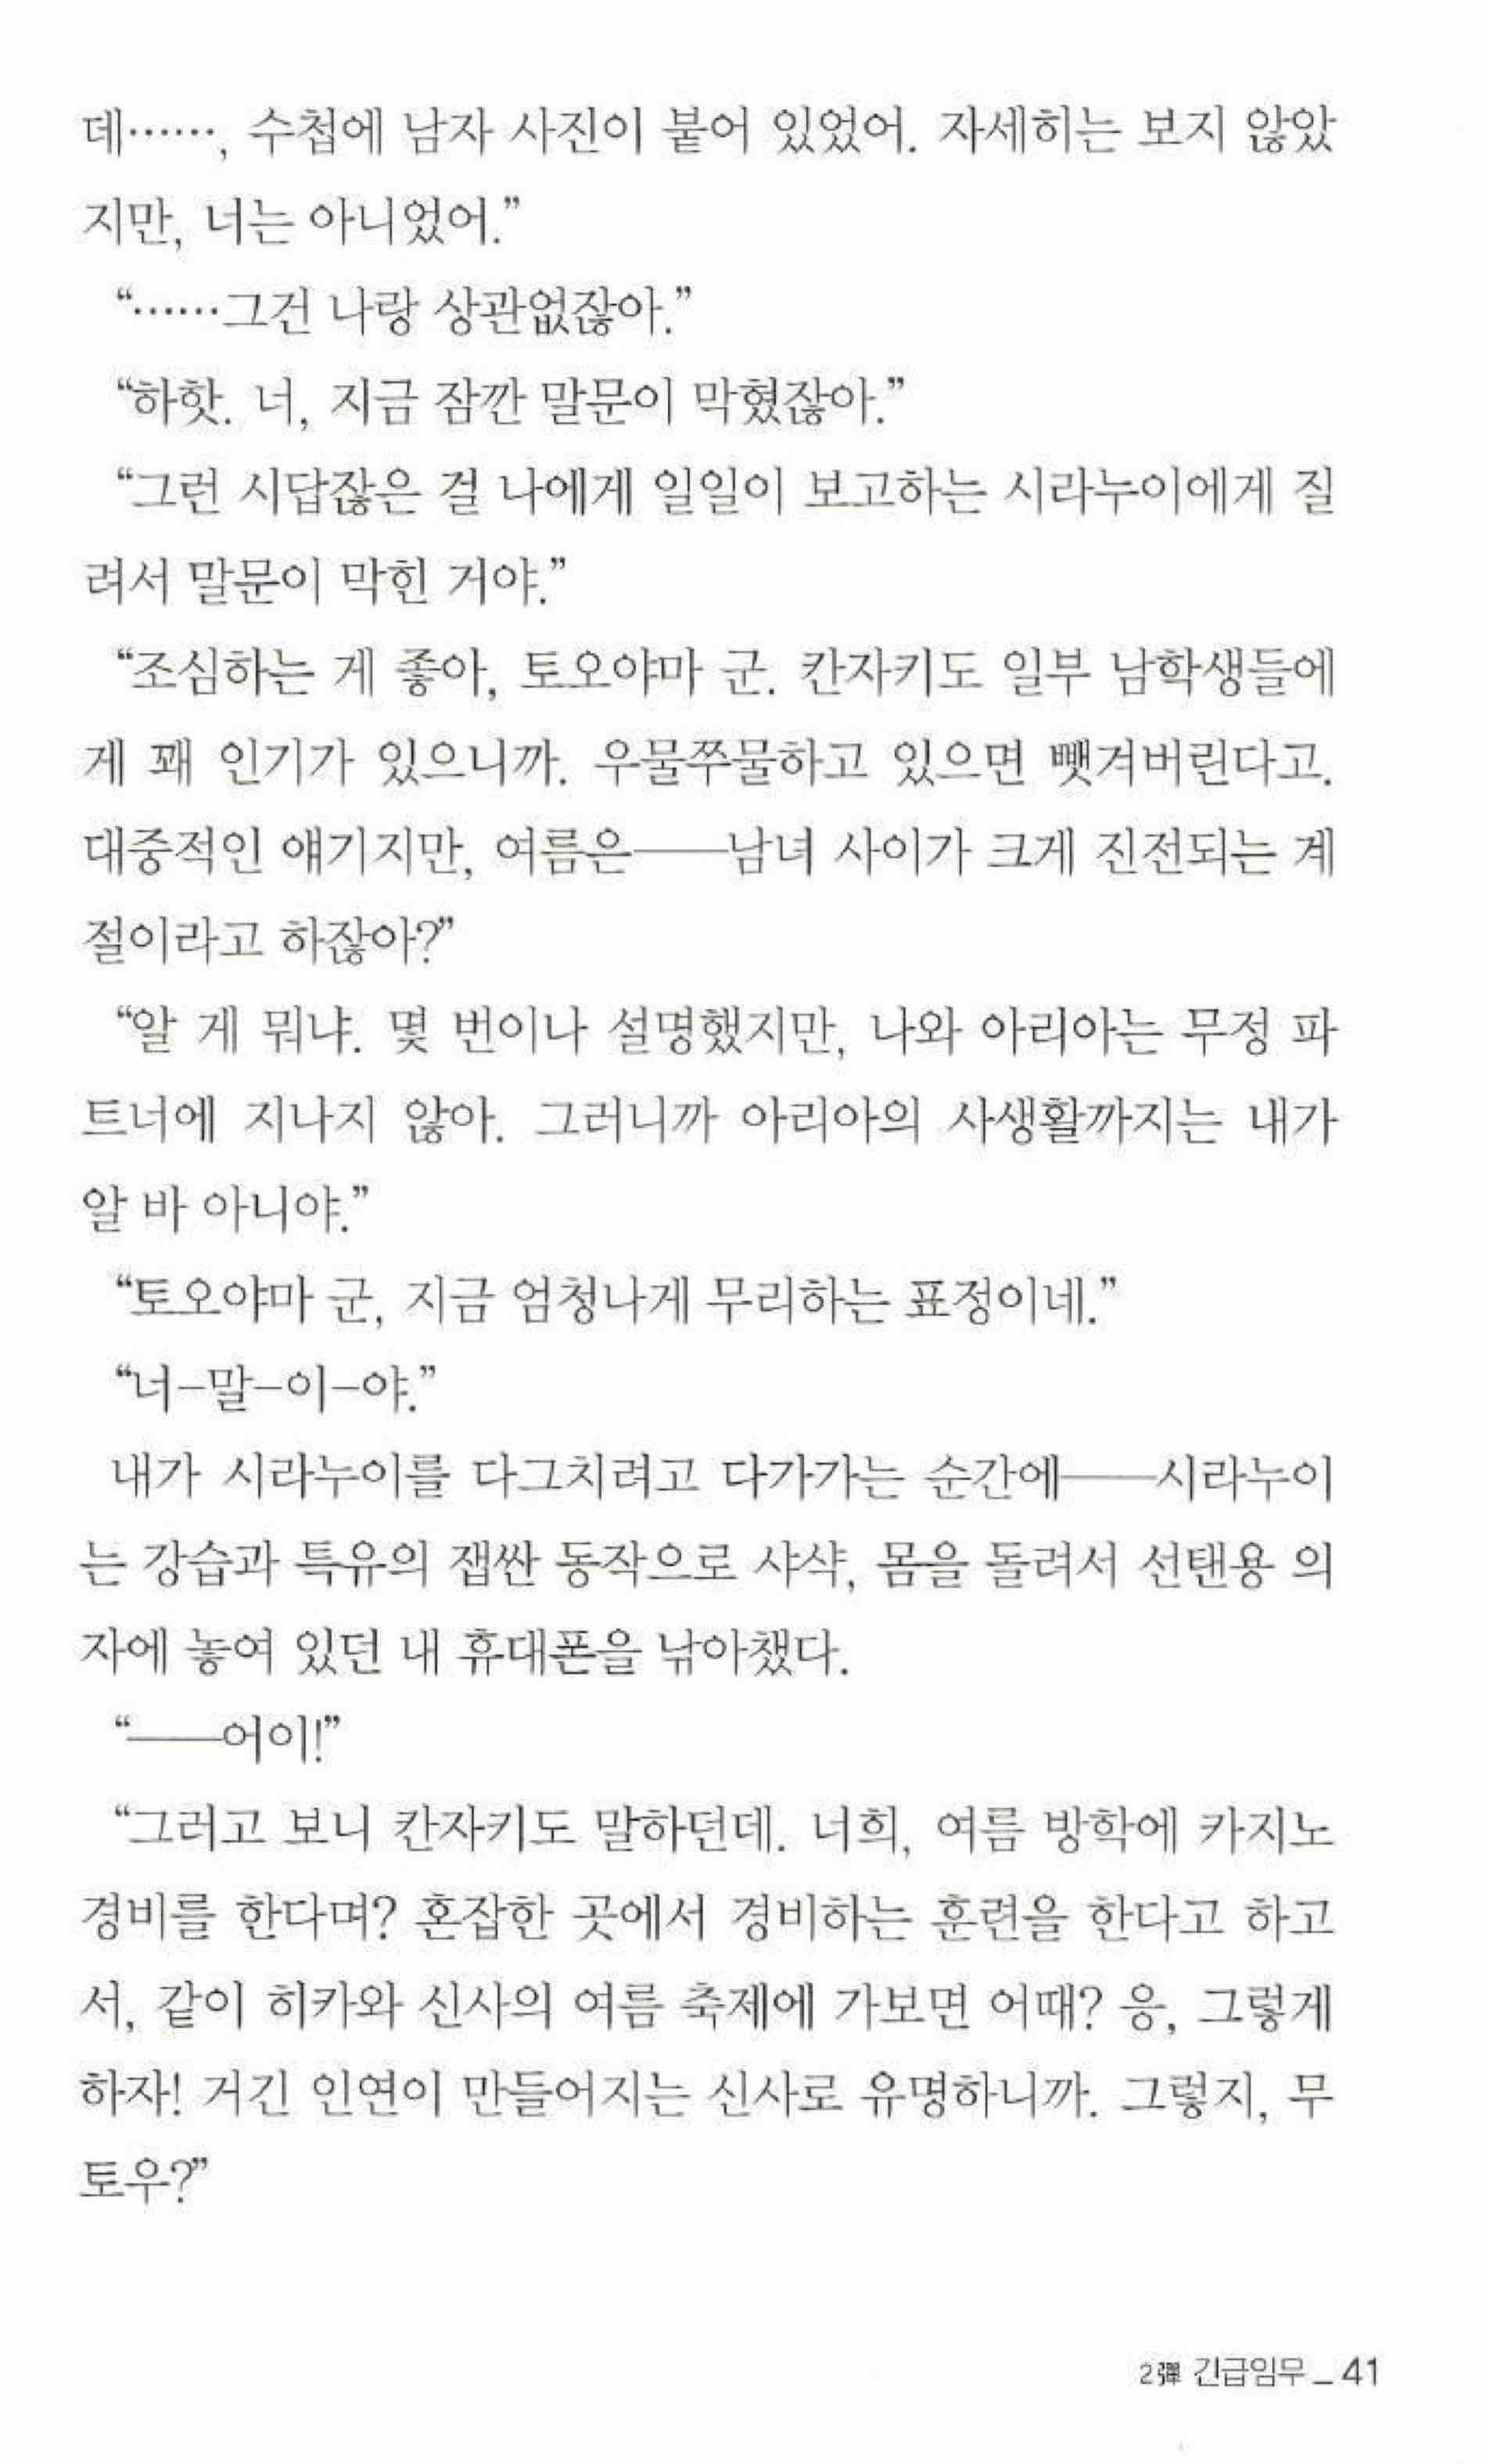 데……, 수첩에 남자 사진이 붙어 있었어. 자세히는 보지 않았
지만, 너는 아니었어.”
“……그건 나랑 상관없잖아.”
“하핫. 너, 지금 잠깐 말문이 막혔잖아.”
“그런 시답잖은 걸 나에게 일일이 보고하는 시라누이에게 질
려서 말문이 막힌 거야.”
“조심하는 게 좋아, 토오야마 군. 칸자키도 일부 남학생들에
게 꽤 인기가 있으니까. 우물쭈물하고 있으면 뺏겨버린다고.
대중적인 얘기지만, 여름은――남녀 사이가 크게 진전되는 계
절이라고 하잖아?”
“알 게 뭐냐. 몇 번이나 설명했지만, 나와 아리아는 무정 파
트너에 지나지 않아. 그러니까 아리아의 사생활까지는 내가
알 바 아니야.”
“토오야마 군, 지금 엄청나게 무리하는 표정이네.”
“너-말-이-야.”
내가 시라누이를 다그치려고 다가가는 순간에――시라누이
는 강습과 특유의 잽싼 동작으로 샤샥, 몸을 돌려서 선탠용 의
자에 놓여 있던 내 휴대폰을 낚아챘다.
“――어이!”
“그러고 보니 칸자키도 말하던데. 너희, 여름 방학에 카지노
경비를 한다며? 혼잡한 곳에서 경비하는 훈련을 한다고 하고
서, 같이 히카와 신사의 여름 축제에 가보면 어때? 응, 그렇게
하자! 거긴 인연이 만들어지는 신사로 유명하니까. 그렇지, 무
토우?”
2彈 긴급임무 _ 41